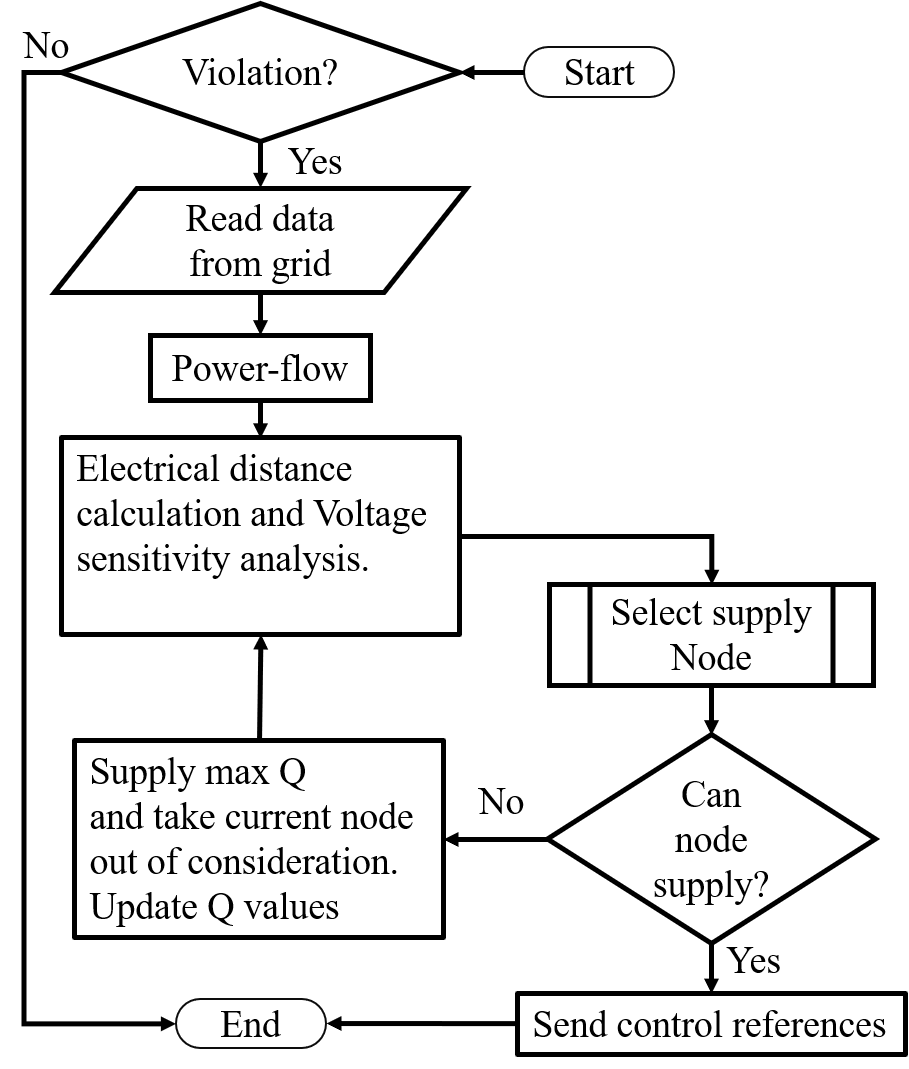 No
Violation?
Start
Yes
Read data
from grid
Power-flow
Electrical distance
calculation and Voltage
sensitivity analysis.
Select supply
Node
Can
node
supply?
No
Supply max Q
and take current node
out of consideration.
Update Q values
Yes
Send control references
End